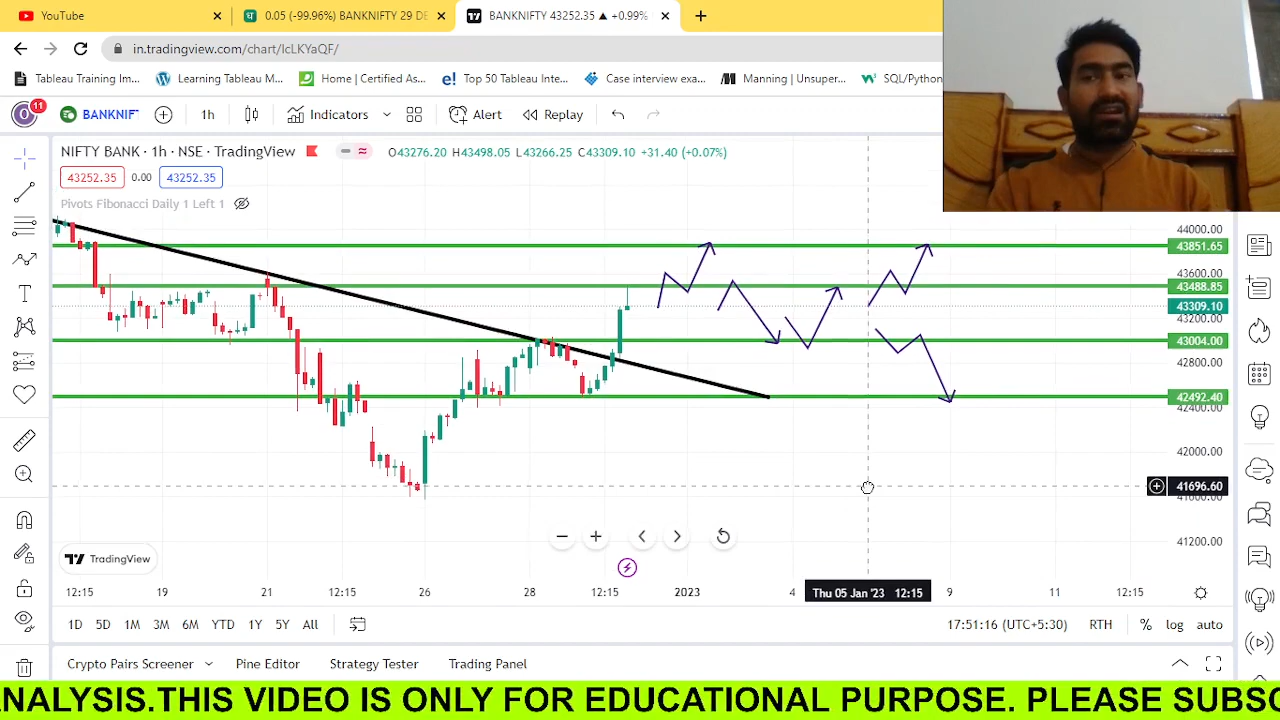 YouTube
0.05 (-99.96%) BANKNIFTY 29 DE
BANKNIFTY 43252.35 ▲ +0.99%
in.tradingview.com/chart/IcLKYaQF/
Tableau Training Im...
Learning Tableau M...
Home | Certified As...
Top 50 Tableau Inte...
Case interview exa...
Manning | Unsuper...
SQL/Python
11
BANKNIF
1h
Indicators
Alert
Replay
NIFTY BANK · 1h · NSE · TradingView
O43276.20 H43498.05 L43266.25 C43309.10 +31.40 (+0.07%)
43252.35 0.00 43252.35
Pivots Fibonacci Daily 1 Left 1
44000.00
43851.65
43600.00
43488.85
43309.10
43200.00
43004.00
42800.00
42492.40
42400.00
42000.00
41696.60
41200.00
TradingView
12:15 19 12:15 21 26 28 12:15 2023 4 Thu 05 Jan '23 12:15 9 11 12:15
1D 5D 1M 3M 6M YTD 1Y 5Y All
17:51:16 (UTC+5:30) RTH % log auto
Crypto Pairs Screener Pine Editor Strategy Tester Trading Panel
NALYSIS.THIS VIDEO IS ONLY FOR EDUCATIONAL PURPOSE. PLEASE SUBSC